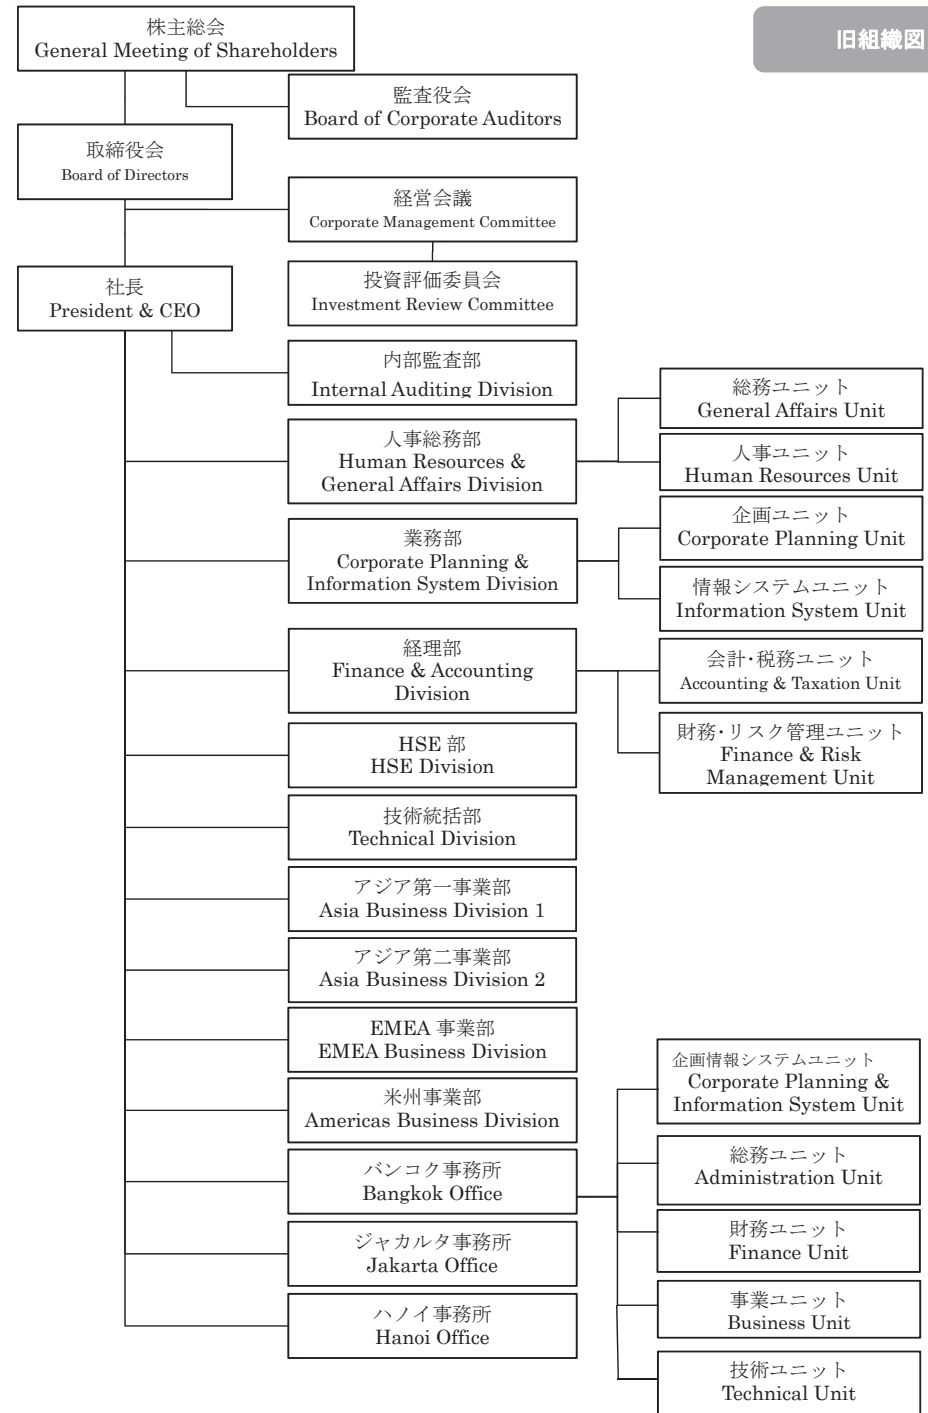 旧組織図
株主総会
General Meeting of Shareholders
監査役会
Board of Corporate Auditors
取締役会
Board of Directors
経営会議
Corporate Management Committee
投資評価委員会
Investment Review Committee
社長
President & CEO
内部監査部
Internal Auditing Division
人事総務部
Human Resources &
General Affairs Division
総務ユニット
General Affairs Unit
人事ユニット
Human Resources Unit
業務部
Corporate Planning &
Information System Division
企画ユニット
Corporate Planning Unit
情報システムユニット
Information System Unit
経理部
Finance & Accounting
Division
会計・税務ユニット
Accounting & Taxation Unit
財務・リスク管理ユニット
Finance & Risk
Management Unit
HSE 部
HSE Division
技術統括部
Technical Division
アジア第一事業部
Asia Business Division 1
アジア第二事業部
Asia Business Division 2
EMEA 事業部
EMEA Business Division
米州事業部
Americas Business Division
バンコク事務所
Bangkok Office
企画情報システムユニット
Corporate Planning &
Information System Unit
総務ユニット
Administration Unit
財務ユニット
Finance Unit
事業ユニット
Business Unit
技術ユニット
Technical Unit
ジャカルタ事務所
Jakarta Office
ハノイ事務所
Hanoi Office